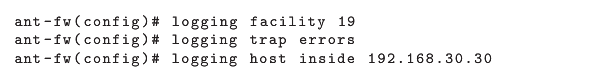 ant-fw(config)# logging facility 19
ant-fw(config)# logging trap errors
ant-fw(config)# logging host inside 192.168.30.30